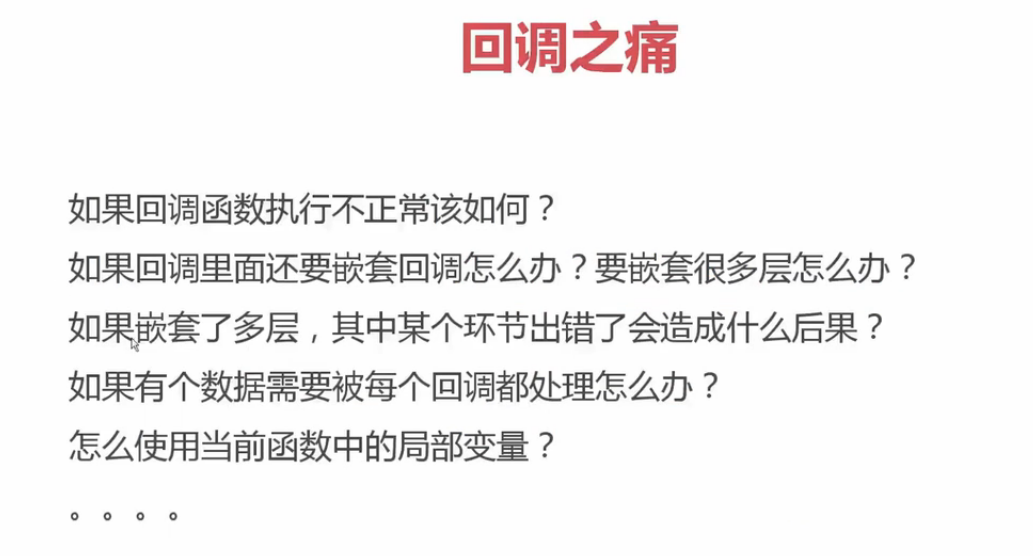 回调之痛
如果回调函数执行不正常该如何？
如果回调里面还要嵌套回调怎么办？要嵌套很多层怎么办？
如果嵌套了多层，其中某个环节出错了会造成什么后果？
如果有个数据需要被每个回调都处理怎么办？
怎么使用当前函数中的局部变量？
。。。。